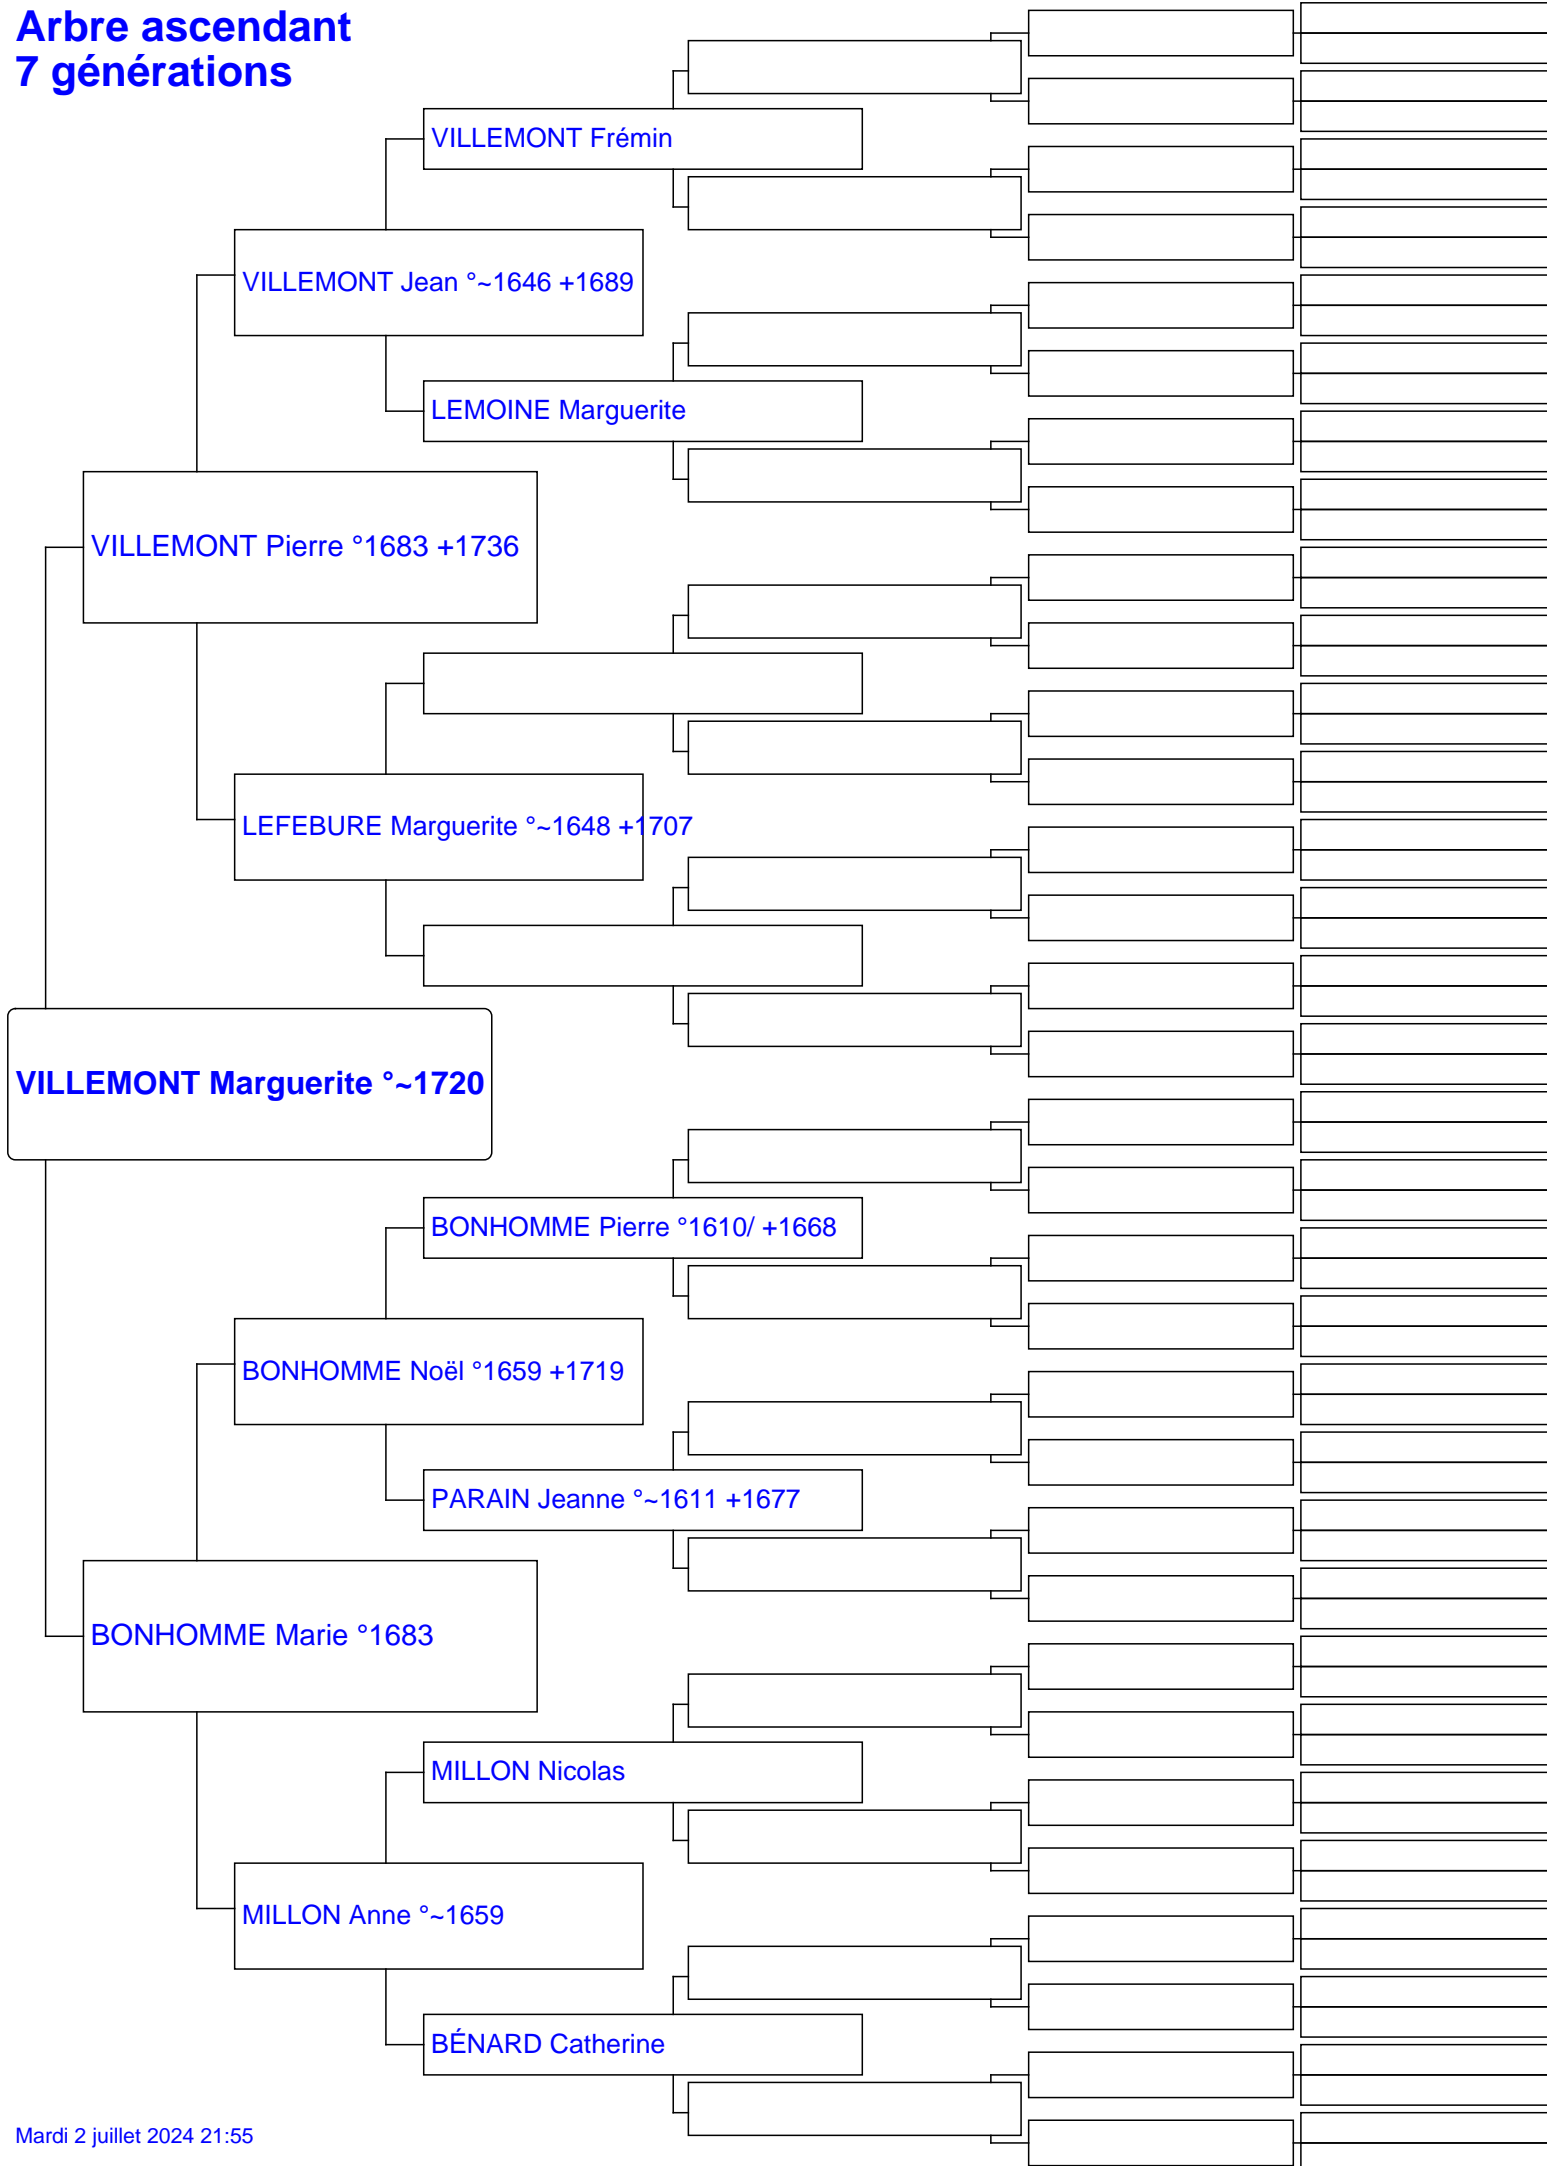 Arbre ascendant
7 générations
VILLEMONT Frémin
VILLEMONT Jean °~1646 +1689
LEMOINE Marguerite
VILLEMONT Pierre °1683 +1736
LEFEBURE Marguerite °~1648 +1707
VILLEMONT Marguerite °~1720
BONHOMME Pierre °1610/ +1668
BONHOMME Noël °1659 +1719
PARAIN Jeanne °~1611 +1677
BONHOMME Marie °1683
MILLON Nicolas
MILLON Anne °~1659
BÉNARD Catherine
Mardi 2 juillet 2024 21:55